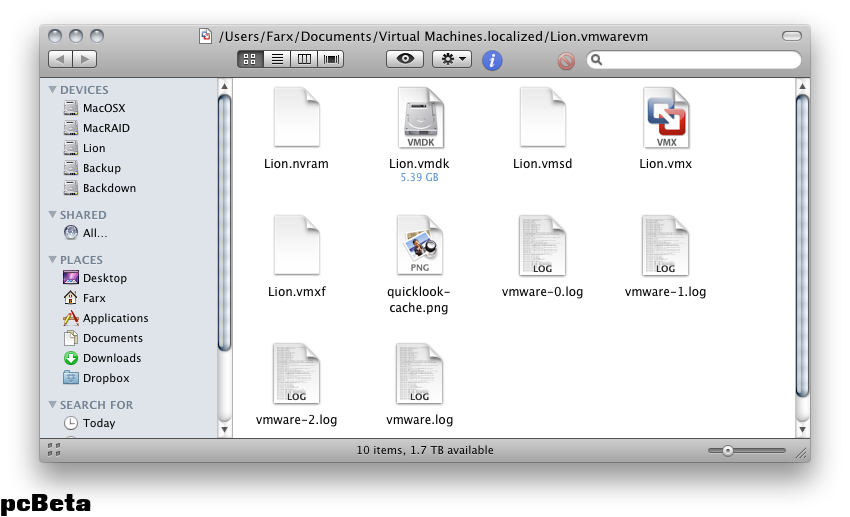 /Users/Farx/Documents/Virtual Machines.localized/Lion.vmwarevm
DEVICES
MacOSX
MacRAID
Lion
Backup
Backdown
SHARED
All...
PLACES
Desktop
Farx
Applications
Documents
Downloads
Dropbox
SEARCH FOR
Today
Lion.nvram
VMDK
Lion.vmdk
5.39 GB
Lion.vmsd
VMX
Lion.vmx
Lion.vmxf
PNG
quicklook-
cache.png
LOG
vmware-0.log
LOG
vmware-1.log
LOG
vmware-2.log
LOG
vmware.log
10 items, 1.7 TB available
pcBeta